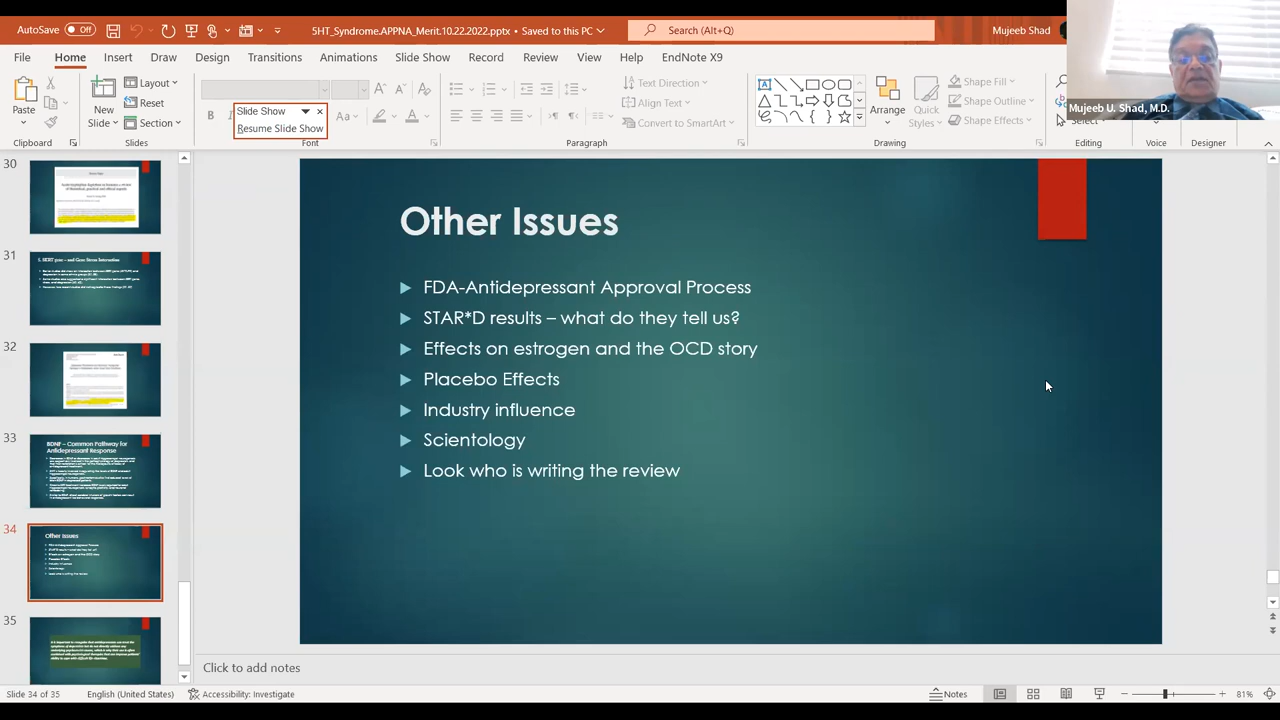 AutoSave Off
5HT_Syndrome.APPNA_Merit.10.22.2022.pptx • Saved to this PC
Search (Alt+Q)
Mujeeb Shad
File Home Insert Draw Design Transitions Animations Slide Show Record Review View Help EndNote X9
Mujeeb U. Shad, M.D.
Paste
New
Slide
Layout
Reset
Section
Slide Show
Resume Slide Show
Text Direction
Align Text
Convert to SmartArt
Arrange
Quick
Styles
Shape Fill
Shape Outline
Shape Effects
Select
Clipboard
Slides
Font
Paragraph
Drawing
Editing
Voice
Designer
30
31
32
33
BDNF – Common Pathway for
Antidepressant Response
34
Other Issues
35
Other Issues
FDA-Antidepressant Approval Process
STAR*D results – what do they tell us?
Effects on estrogen and the OCD story
Placebo Effects
Industry influence
Scientology
Look who is writing the review
Click to add notes
Slide 34 of 35
English (United States)
Accessibility: Investigate
Notes
81%